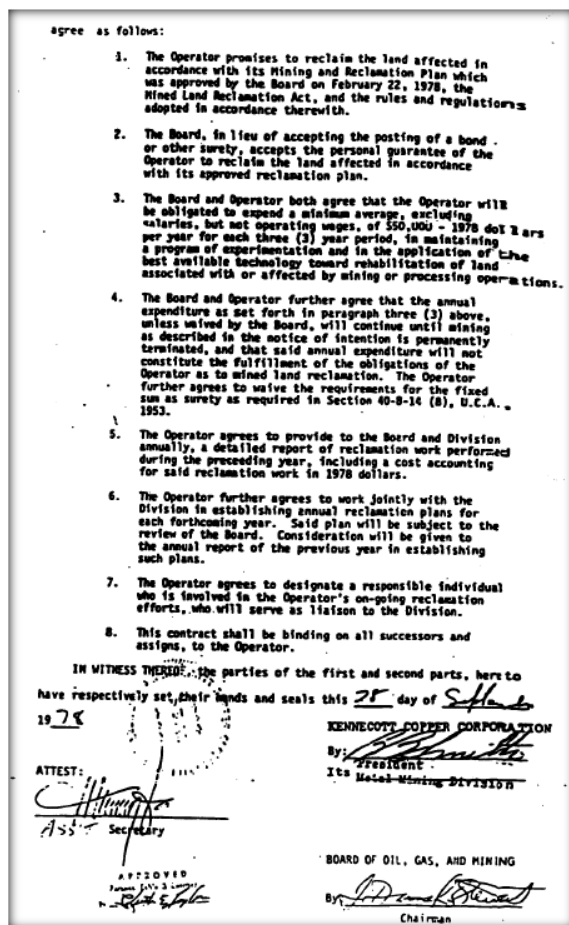 agree as follows:
1. The Operator promises to reclaim the land affected in
accordance with its Mining and Reclamation Plan which
was approved by the Board on February 22, 1978, the
Mined Land Reclamation Act, and the rules and regulations
adopted in accordance therewith.
2. The Board, in lieu of accepting the posting of a bond
or other surety, accepts the personal guarantee of the
Operator to reclaim the land affected in accordance
with its approved reclamation plan.
3. The Board and Operator both agree that the Operator will
be obligated to expend a minimum average, excluding
salaries, but not operating wages, of $50,000 - 1978 dollars
per year for each three (3) year period, in maintaining
a program of experimentation and in the application of the
best available technology toward rehabilitation of land
associated with or affected by mining or processing operations.
4. The Board and Operator further agree that the annual
expenditure as set forth in paragraph three (3) above,
unless waived by the Board, will continue until mining
as described in the notice of intention is permanently
terminated, and that said annual expenditure will not
constitute the fulfillment of the obligations of the
Operator as to mined land reclamation. The Operator
further agrees to waive the requirements for the fixed
sum as surety as required in Section 40-8-14 (8), U.C.A.,
1953.
5. The Operator agrees to provide to the Board and Division
annually, a detailed report of reclamation work performed
during the preceeding year, including a cost accounting
for said reclamation work in 1978 dollars.
6. The Operator further agrees to work jointly with the
Division in establishing annual reclamation plans for
each forthcoming year. Said plan will be subject to the
review of the Board. Consideration will be given to
the annual report of the previous year in establishing
such plans.
7. The Operator agrees to designate a responsible individual
who is involved in the Operator's on-going reclamation
efforts, who will serve as liaison to the Division.
8. This contract shall be binding on all successors and
assigns, to the Operator.
IN WITNESS THEREOF, the parties of the first and second parts, hereto
have respectively set their hands and seals this 28 day of
1978
KENNECOTT COPPER CORPORATION
By:
President
Its Metal Mining Division
ATTEST:
Ass't Secretary
APPROVED
BOARD OF OIL, GAS, AND MINING
By
Chairman